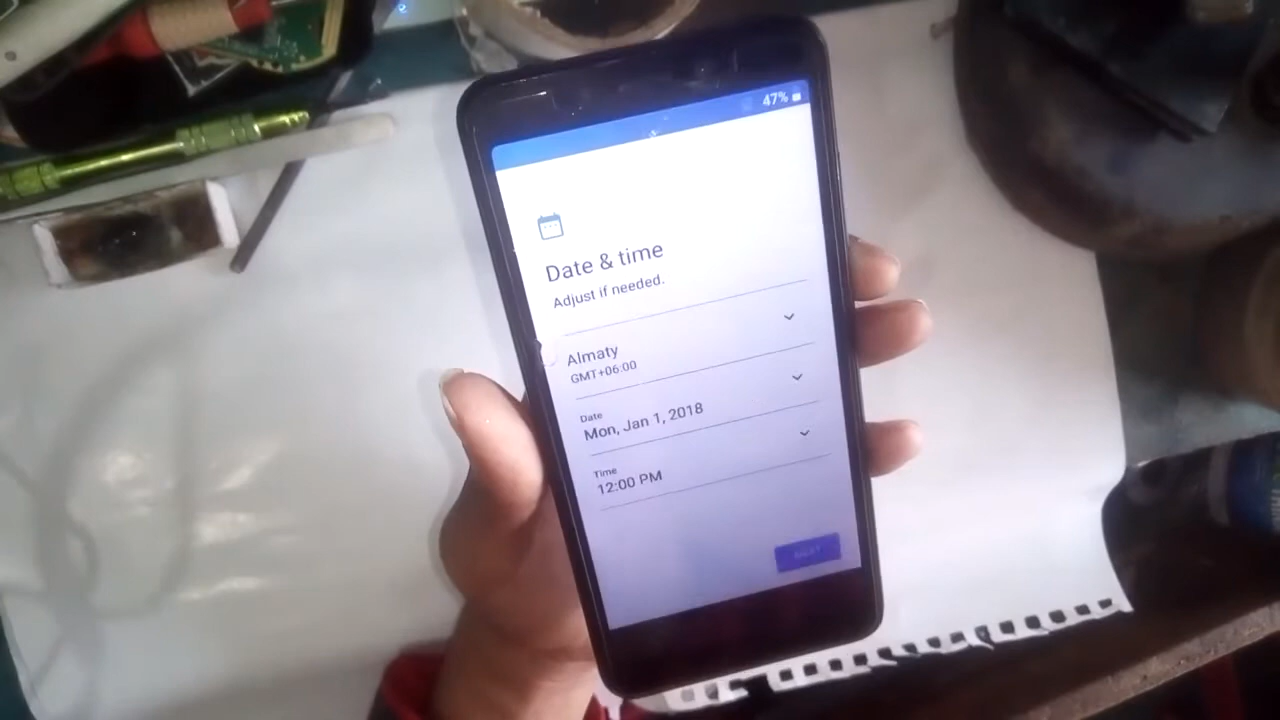 47%
Date & time
Adjust if needed.
Almaty
GMT+06:00
Date
Mon, Jan 1, 2018
Time
12:00 PM
NEXT